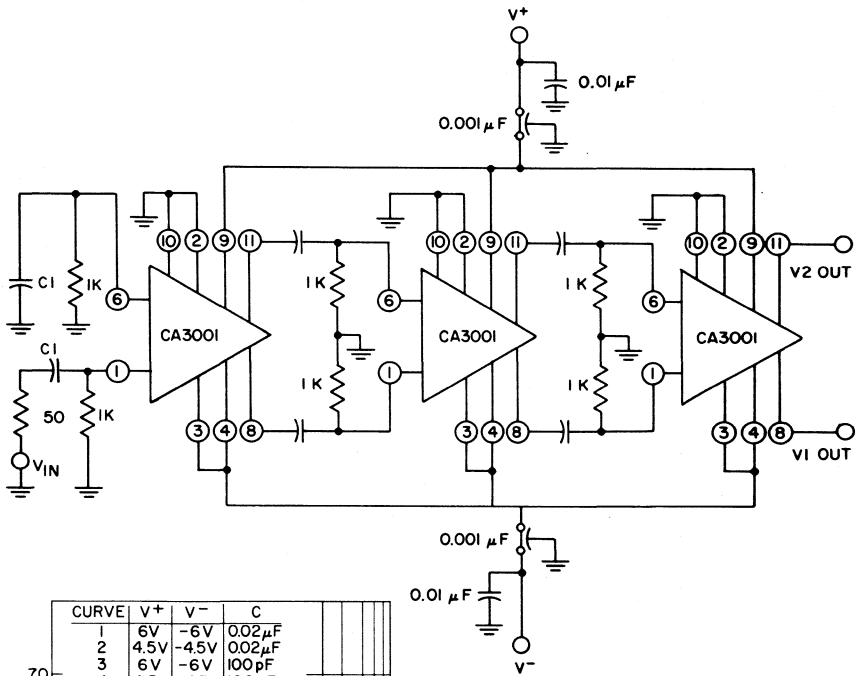 V+
0.01 µF
0.001 µF
10 2 9 11
10 2 9 11
10 2 9 11
V2 OUT
C1 1K 6
1K 6
1K 6
CA3001
CA3001
CA3001
C1 1
1K 1
1K 1
50 1K
VIN
3 4 8
3 4 8
3 4 8
V1 OUT
0.001 µF
0.01 µF
V-
CURVE V+ V- C
1 6V -6V 0.02µF
2 4.5V -4.5V 0.02µF
3 6V -6V 100pF
70